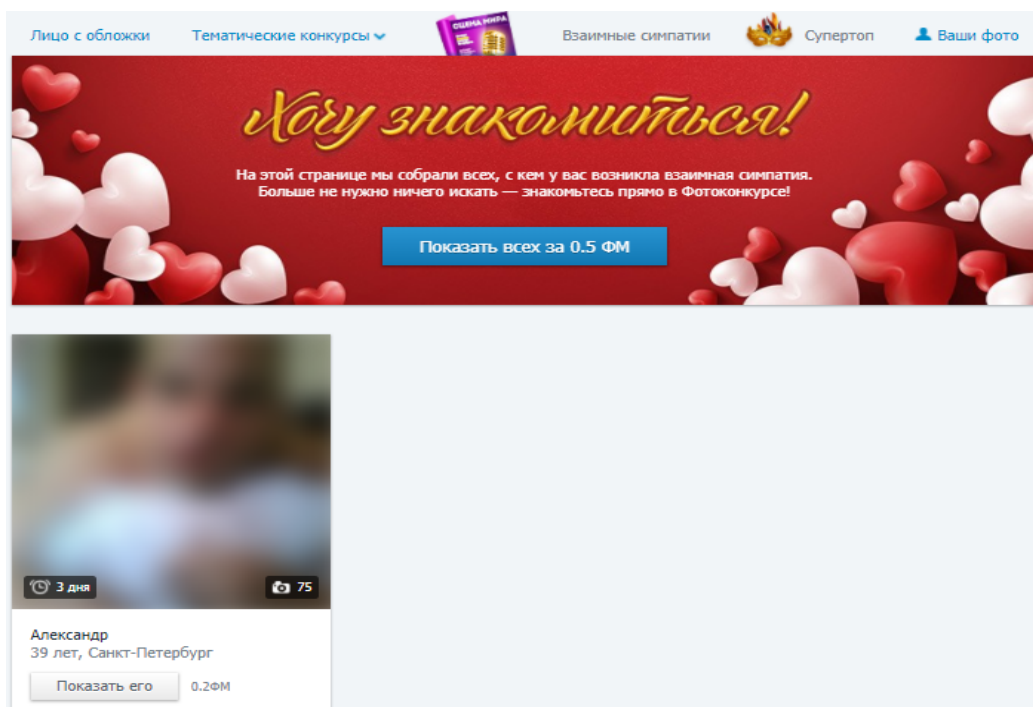 Лицо с обложки
Тематические конкурсы
СЦЕНА МИРА
Взаимные симпатии
Супертоп
Ваши фото
Хочу знакомиться!
На этой странице мы собрали всех, с кем у вас возникла взаимная симпатия.
Больше не нужно ничего искать — знакомьтесь прямо в Фотоконкурсе!
Показать всех за 0.5 ФМ
3 дня
75
Александр
39 лет, Санкт-Петербург
Показать его
0.2ФМ